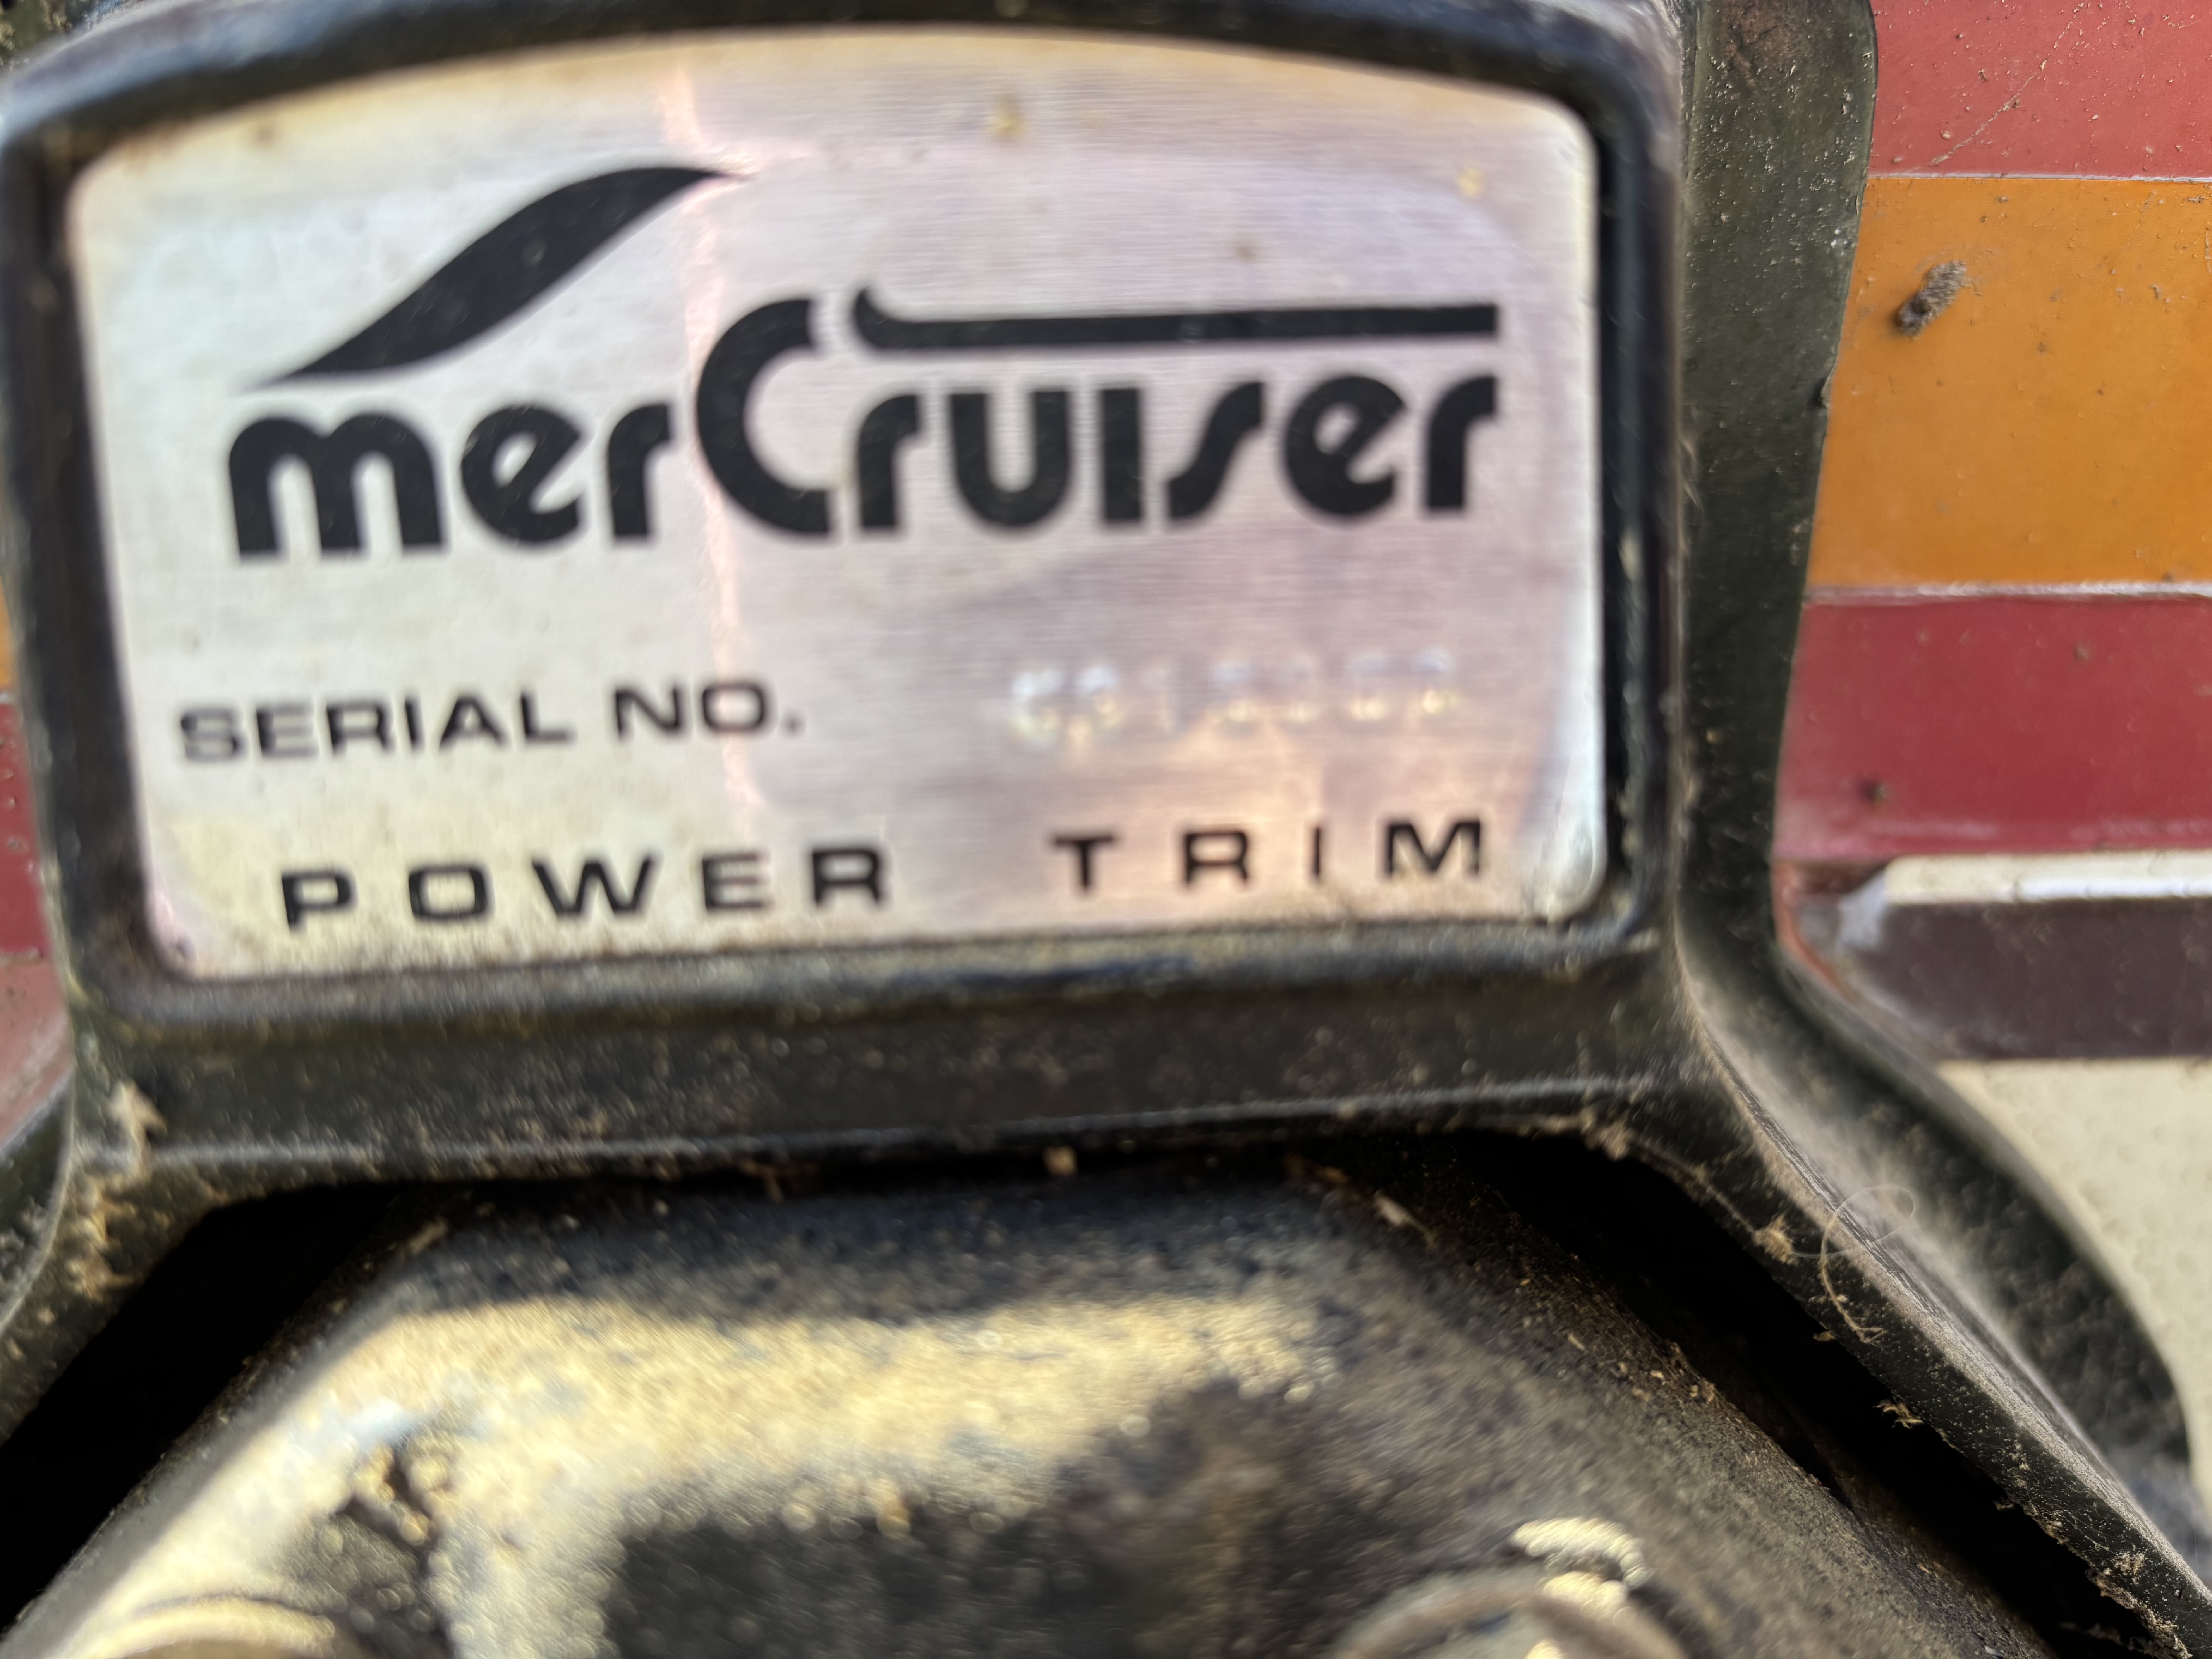 merCruiser
SERIAL NO.
POWER TRIM